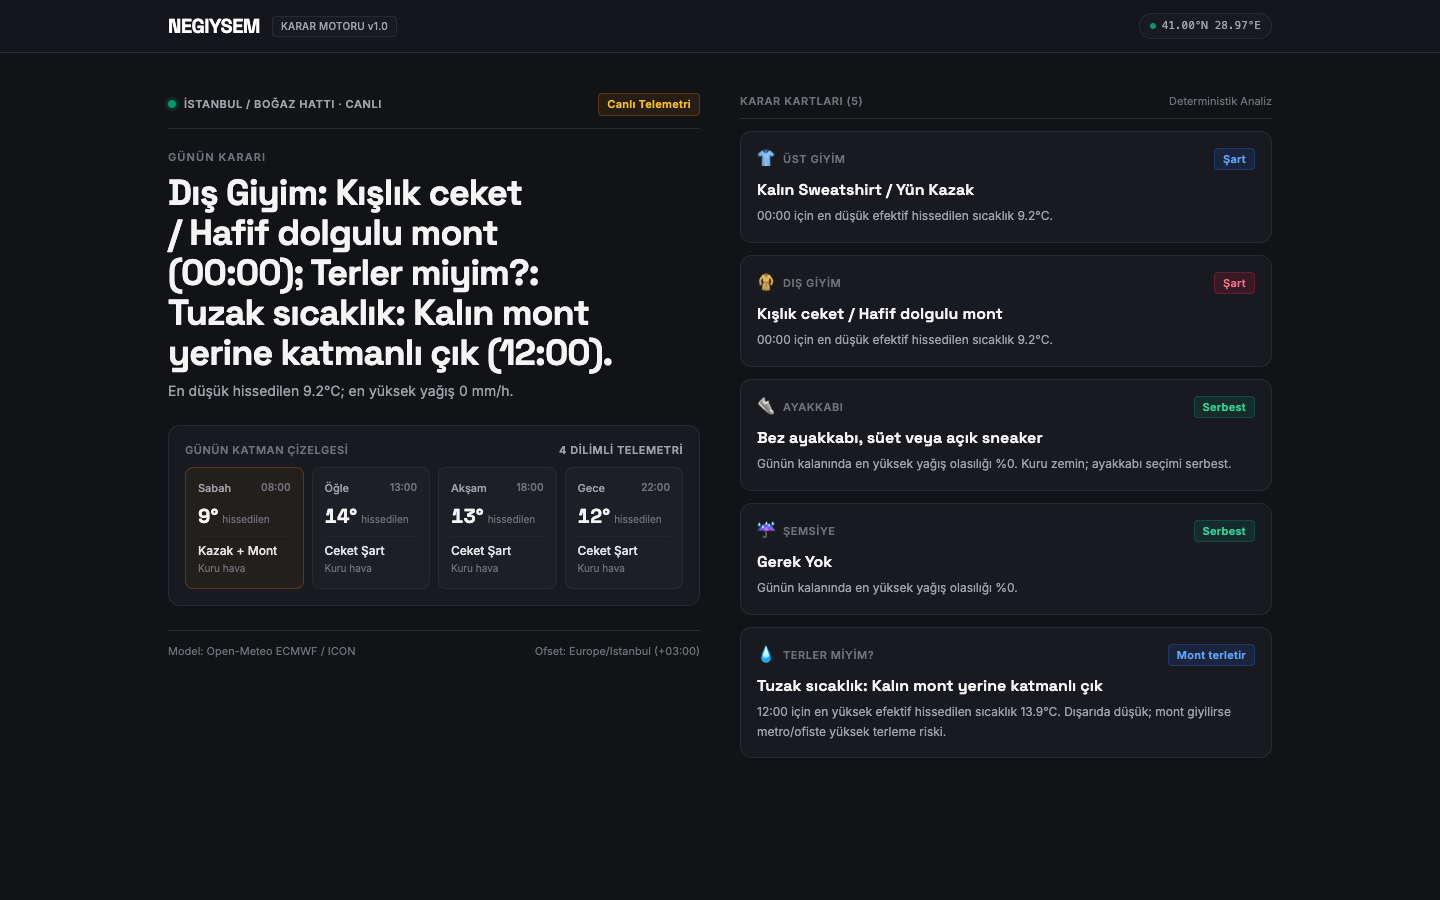 NEGIYSEM
KARAR MOTORU v1.0
41.00°N 28.97°E
İSTANBUL / BOĞAZ HATTI · CANLI
Canlı Telemetri
GÜNÜN KARARI
Dış Giyim: Kışlık ceket
/ Hafif dolgulu mont
(00:00); Terler miyim?:
Tuzak sıcaklık: Kalın mont
yerine katmanlı çık (12:00).
En düşük hissedilen 9.2°C; en yüksek yağış 0 mm/h.
GÜNÜN KATMAN ÇİZELGESİ
4 DİLİMLİ TELEMETRİ
Sabah 08:00
9° hissedilen
Kazak + Mont
Kuru hava
Öğle 13:00
14° hissedilen
Ceket Şart
Kuru hava
Akşam 18:00
13° hissedilen
Ceket Şart
Kuru hava
Gece 22:00
12° hissedilen
Ceket Şart
Kuru hava
Model: Open-Meteo ECMWF / ICON
Ofset: Europe/Istanbul (+03:00)
KARAR KARTLARI (5)
Deterministik Analiz
ÜST GİYİM
Şart
Kalın Sweatshirt / Yün Kazak
00:00 için en düşük efektif hissedilen sıcaklık 9.2°C.
DIŞ GİYİM
Şart
Kışlık ceket / Hafif dolgulu mont
00:00 için en düşük efektif hissedilen sıcaklık 9.2°C.
AYAKKABI
Serbest
Bez ayakkabı, süet veya açık sneaker
Günün kalanında en yüksek yağış olasılığı %0. Kuru zemin; ayakkabı seçimi serbest.
ŞEMSİYE
Serbest
Gerek Yok
Günün kalanında en yüksek yağış olasılığı %0.
TERLER MİYİM?
Mont terletir
Tuzak sıcaklık: Kalın mont yerine katmanlı çık
12:00 için en yüksek efektif hissedilen sıcaklık 13.9°C. Dışarıda düşük; mont giyilirse
metro/ofiste yüksek terleme riski.